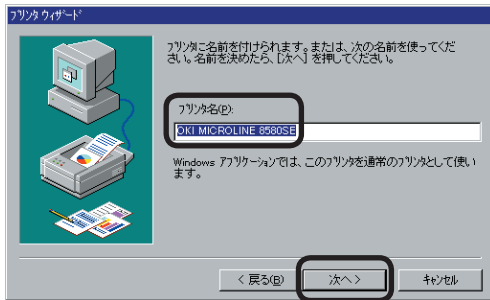 プリンタ ウィザード
プリンタに名前を付けられます。または、次の名前を使ってくだ
さい。名前を決めたら、[次へ] を押してください。
プリンタ名(P):
OKI MICROLINE 8580SE
Windows アプリケーションでは、このプリンタを通常のプリンタとして使い
ます。
< 戻る(B)
次へ >
キャンセル